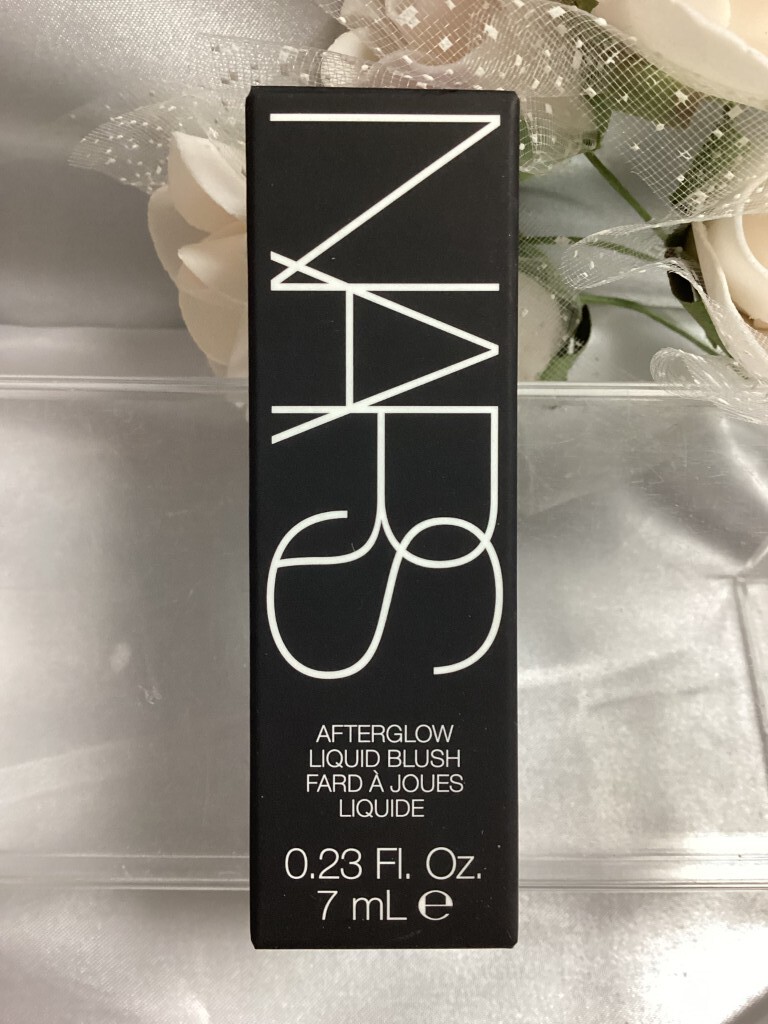 NARS
AFTERGLOW
LIQUID BLUSH
FARD À JOUES
LIQUIDE
0.23 Fl. Oz.
7 mL ℮